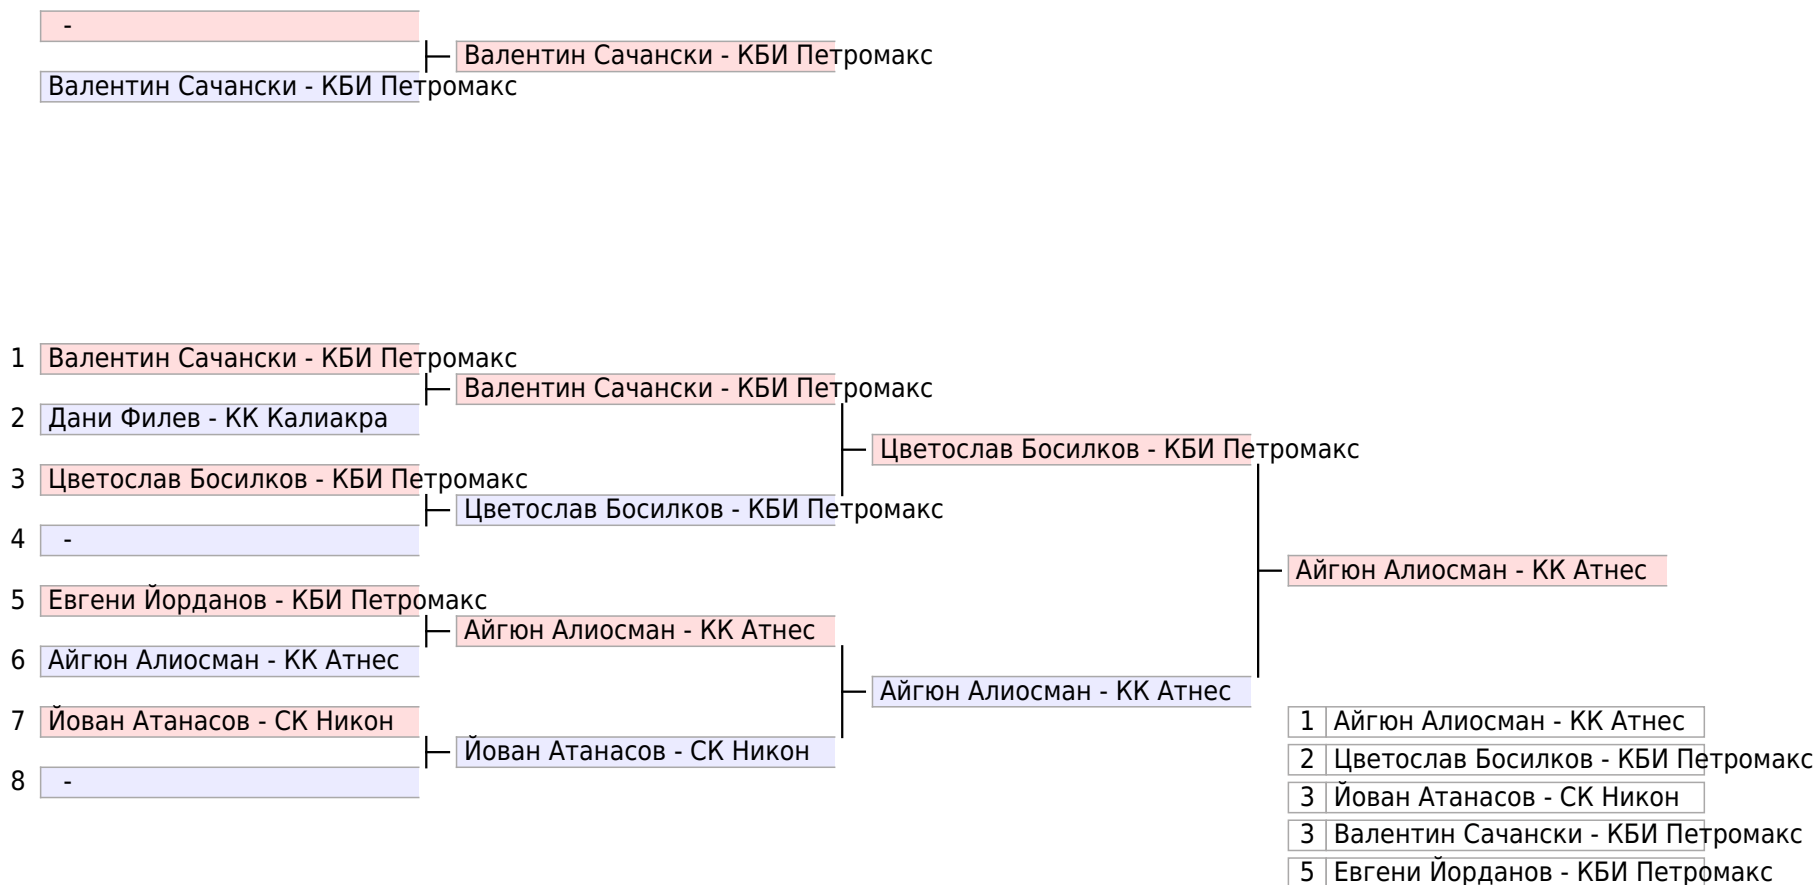 -
Валентин Сачански - КБИ Петромакс
Валентин Сачански - КБИ Петромакс
1 Валентин Сачански - КБИ Петромакс
Валентин Сачански - КБИ Петромакс
2 Дани Филев - КК Калиакра
Цветослав Босилков - КБИ Петромакс
3 Цветослав Босилков - КБИ Петромакс
Цветослав Босилков - КБИ Петромакс
4 -
Айгюн Алиосман - КК Атнес
5 Евгени Йорданов - КБИ Петромакс
Айгюн Алиосман - КК Атнес
6 Айгюн Алиосман - КК Атнес
Айгюн Алиосман - КК Атнес
7 Йован Атанасов - СК Никон
Йован Атанасов - СК Никон
8 -
1 Айгюн Алиосман - КК Атнес
2 Цветослав Босилков - КБИ Петромакс
3 Йован Атанасов - СК Никон
3 Валентин Сачански - КБИ Петромакс
5 Евгени Йорданов - КБИ Петромакс